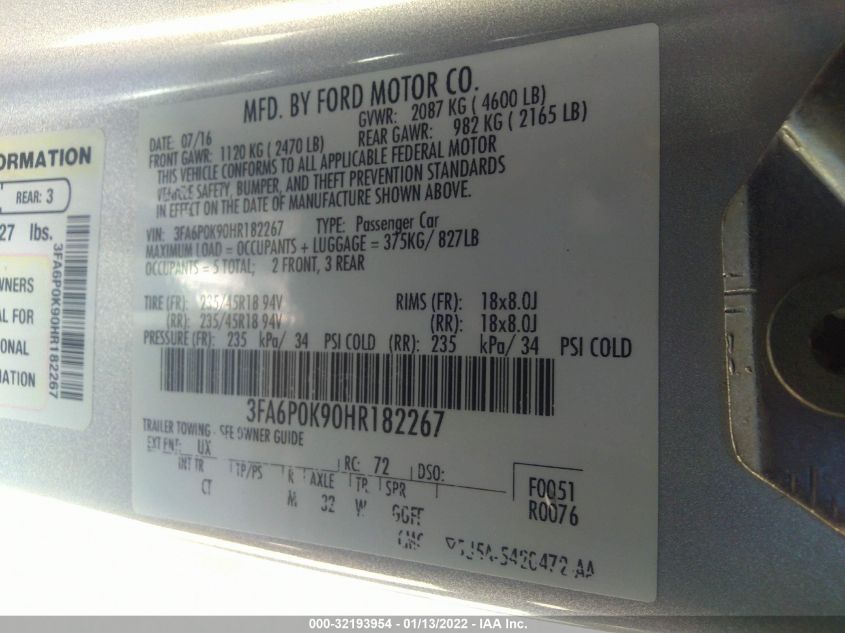 ORMATION
REAR: 3
27 lbs.
3FA6P0K90HR182267
WNERS
AL FOR
ONAL
MATION
MFD. BY FORD MOTOR CO.
DATE: 07/16 GVWR: 2087 KG ( 4600 LB)
FRONT GAWR: 1120 KG ( 2470 LB) REAR GAWR: 982 KG ( 2165 LB)
THIS VEHICLE CONFORMS TO ALL APPLICABLE FEDERAL MOTOR
VEHICLE SAFETY, BUMPER, AND THEFT PREVENTION STANDARDS
IN EFFECT ON THE DATE OF MANUFACTURE SHOWN ABOVE.
VIN: 3FA6P0K90HR182267 TYPE: Passenger Car
MAXIMUM LOAD = OCCUPANTS + LUGGAGE = 375KG/ 827LB
OCCUPANTS = 5 TOTAL; 2 FRONT, 3 REAR
TIRE (FR): 235/45R18 94V RIMS (FR): 18x8.0J
(RR): 235/45R18 94V (RR): 18x8.0J
PRESSURE (FR): 235 kPa/ 34 PSI COLD (RR): 235 kPa/ 34 PSI COLD
3FA6P0K90HR182267
TRAILER TOWING - SEE OWNER GUIDE
EXT PNT: UX RC: 72 DSO:
INT TR TP/PS R AXLE TR SPR F0051
CT M 32 W GGFF R0076
000-32193954 - 01/13/2022 - IAA Inc.